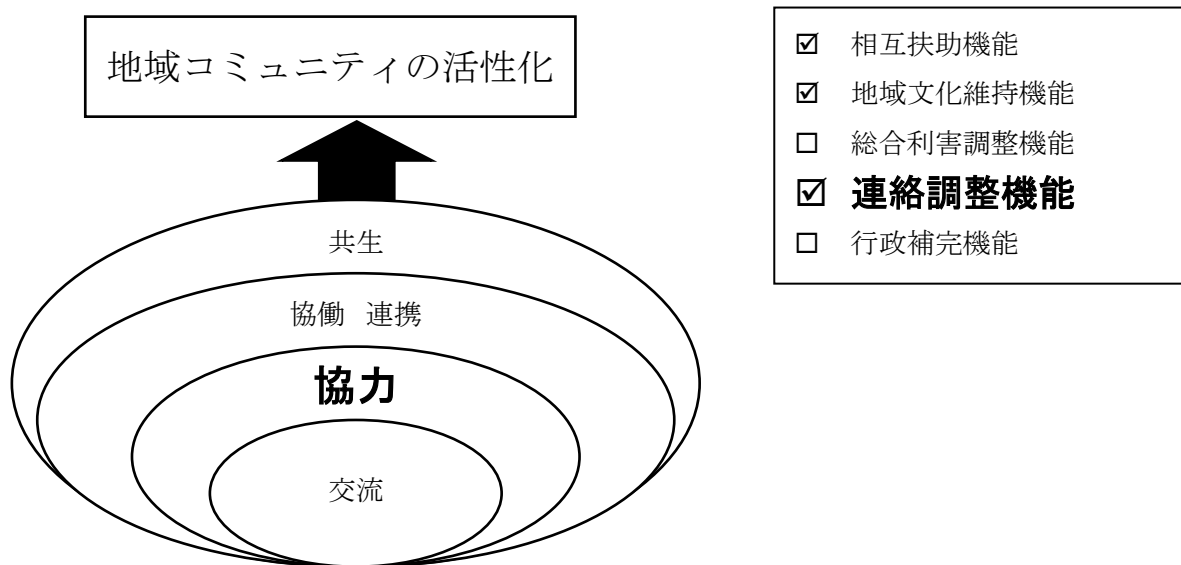 地域コミュニティの活性化
共生
協働 連携
協力
交流
☑ 相互扶助機能
☑ 地域文化維持機能
☐ 総合利害調整機能
☑ 連絡調整機能
☐ 行政補完機能